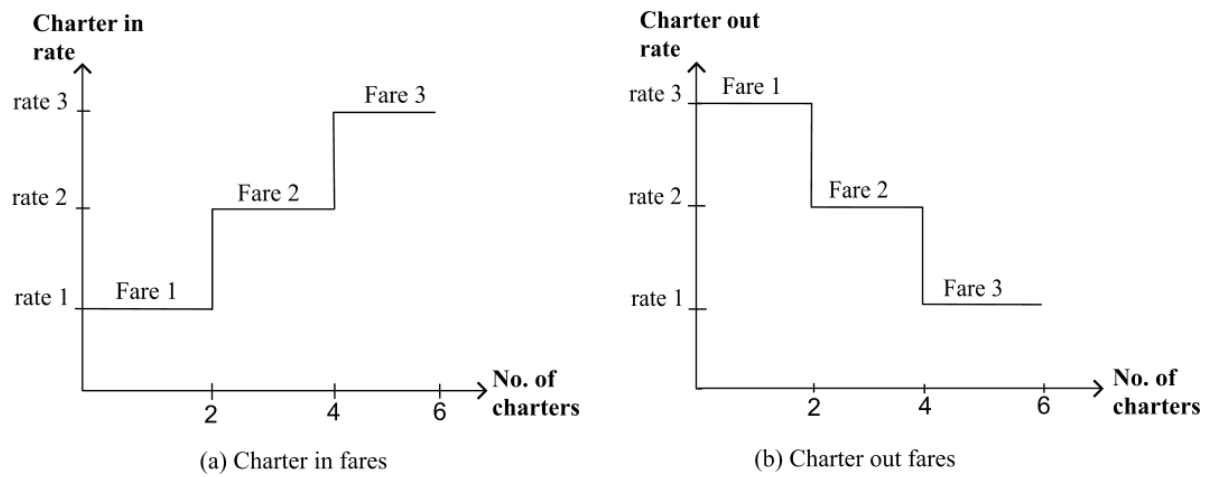 Charter in
rate
rate 3
Fare 3
rate 2
Fare 2
rate 1
Fare 1
2
4
6
No. of
charters
(a) Charter in fares
Charter out
rate
rate 3
Fare 1
rate 2
Fare 2
rate 1
Fare 3
2
4
6
No. of
charters
(b) Charter out fares